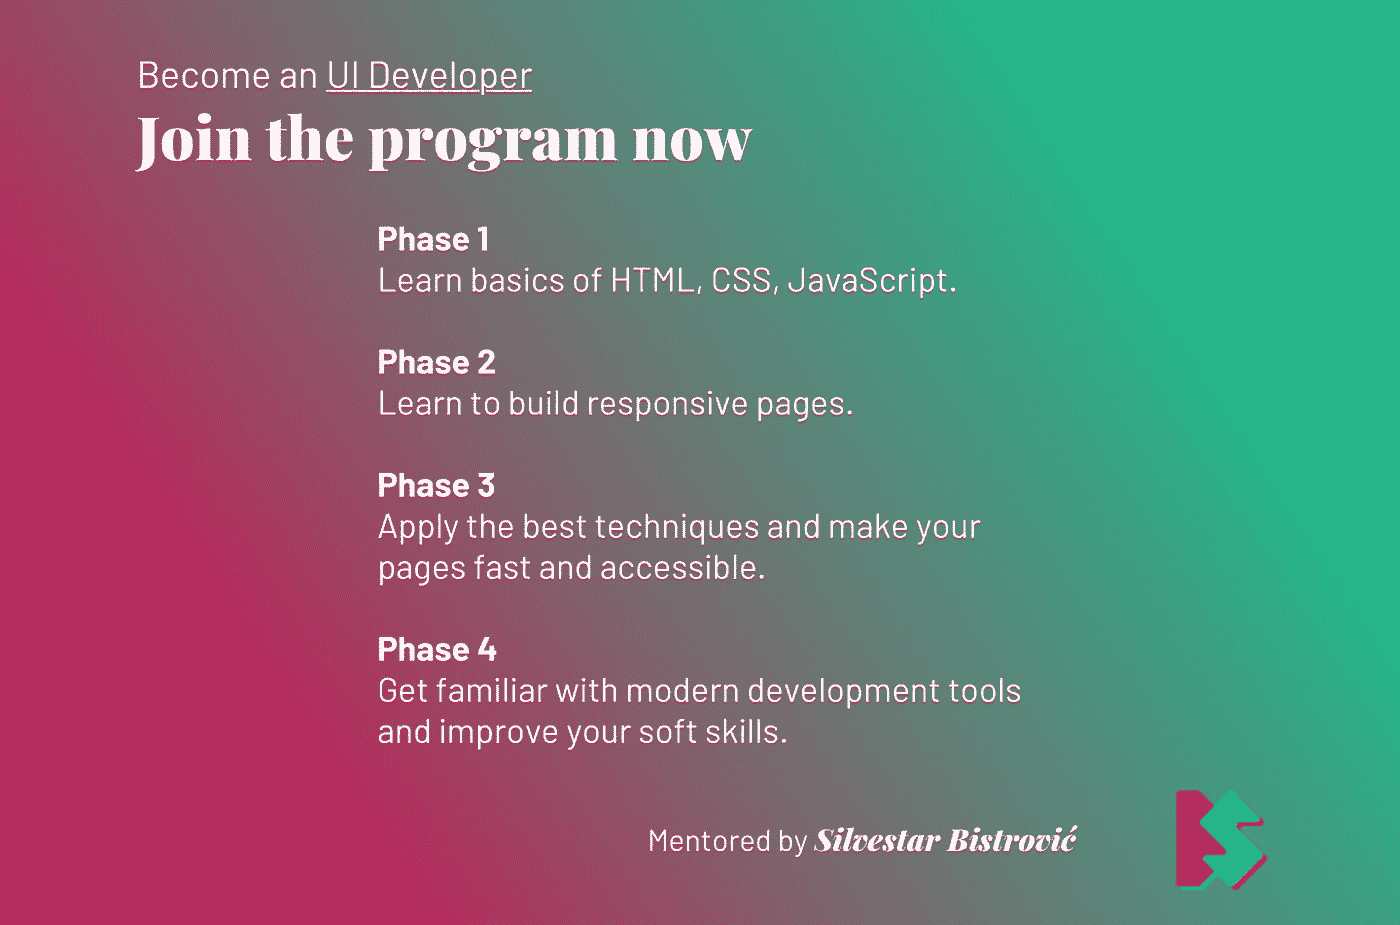 Become an UI Developer
Join the program now
Phase 1
Learn basics of HTML, CSS, JavaScript.
Phase 2
Learn to build responsive pages.
Phase 3
Apply the best techniques and make your
pages fast and accessible.
Phase 4
Get familiar with modern development tools
and improve your soft skills.
Mentored by Silvestar Bistrović